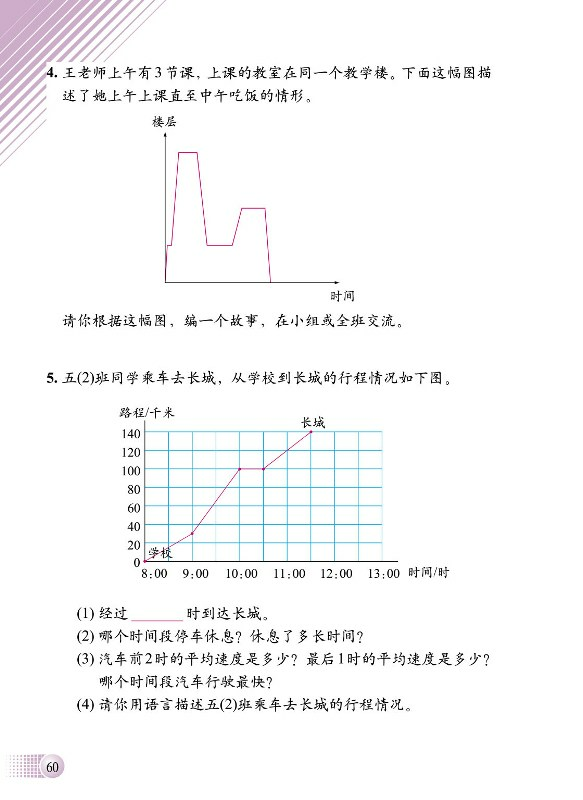 4. 王老师上午有3节课，上课的教室在同一个教学楼。下面这幅图描
述了她上午上课直至中午吃饭的情形。
楼层
时间
请你根据这幅图，编一个故事，在小组或全班交流。
5. 五(2)班同学乘车去长城，从学校到长城的行程情况如下图。
路程/千米
长城
140
120
100
80
60
40
20
0
学校
8:00 9:00 10:00 11:00 12:00 13:00 时间/时
(1) 经过______时到达长城。
(2) 哪个时间段停车休息？休息了多长时间？
(3) 汽车前2时的平均速度是多少？最后1时的平均速度是多少？
哪个时间段汽车行驶最快？
(4) 请你用语言描述五(2)班乘车去长城的行程情况。
60